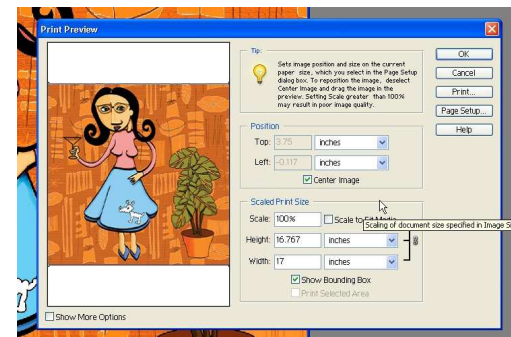 Print Preview
Tip:
Sets image position and size on the current
paper size, which you select in the Page Setup
dialog box. To reposition the image, deselect
Center Image and drag the image in the
preview. Setting Scale greater than 100%
may result in poor image quality.
OK
Cancel
Print...
Page Setup...
Help
Position
Top: 3.75 inches
Left: -0.117 inches
Center Image
Scaled Print Size
Scale: 100% Scale to Fit Media
Scaling of document size specified in Image Si
Height: 16.767 inches
Width: 17 inches
Show Bounding Box
Print Selected Area
Show More Options